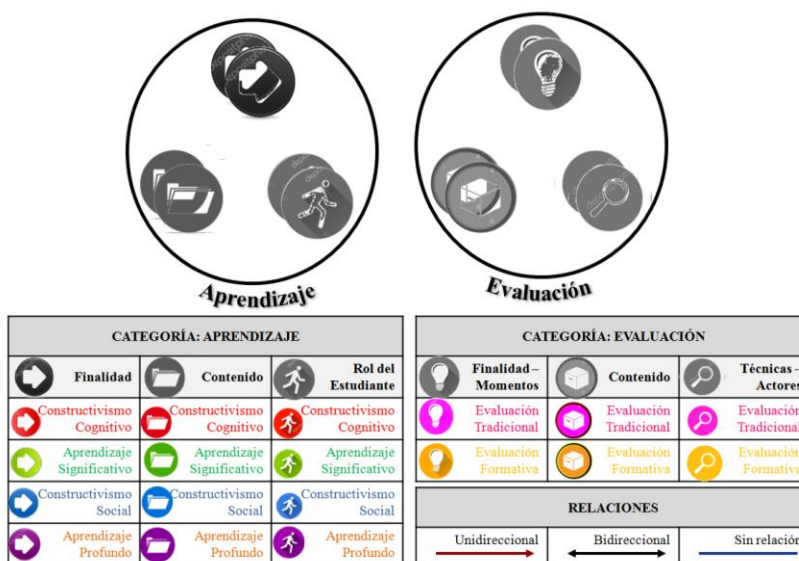 Aprendizaje
Evaluación
CATEGORÍA: APRENDIZAJE
Finalidad
Contenido
Rol del
Estudiante
Constructivismo
Cognitivo
Constructivismo
Cognitivo
Constructivismo
Cognitivo
Aprendizaje
Significativo
Aprendizaje
Significativo
Aprendizaje
Significativo
Constructivismo
Social
Constructivismo
Social
Constructivismo
Social
Aprendizaje
Profundo
Aprendizaje
Profundo
Aprendizaje
Profundo
CATEGORÍA: EVALUACIÓN
Finalidad –
Momentos
Contenido
Técnicas –
Actores
Evaluación
Tradicional
Evaluación
Tradicional
Evaluación
Tradicional
Evaluación
Formativa
Evaluación
Formativa
Evaluación
Formativa
RELACIONES
Unidireccional
Bidireccional
Sin relación